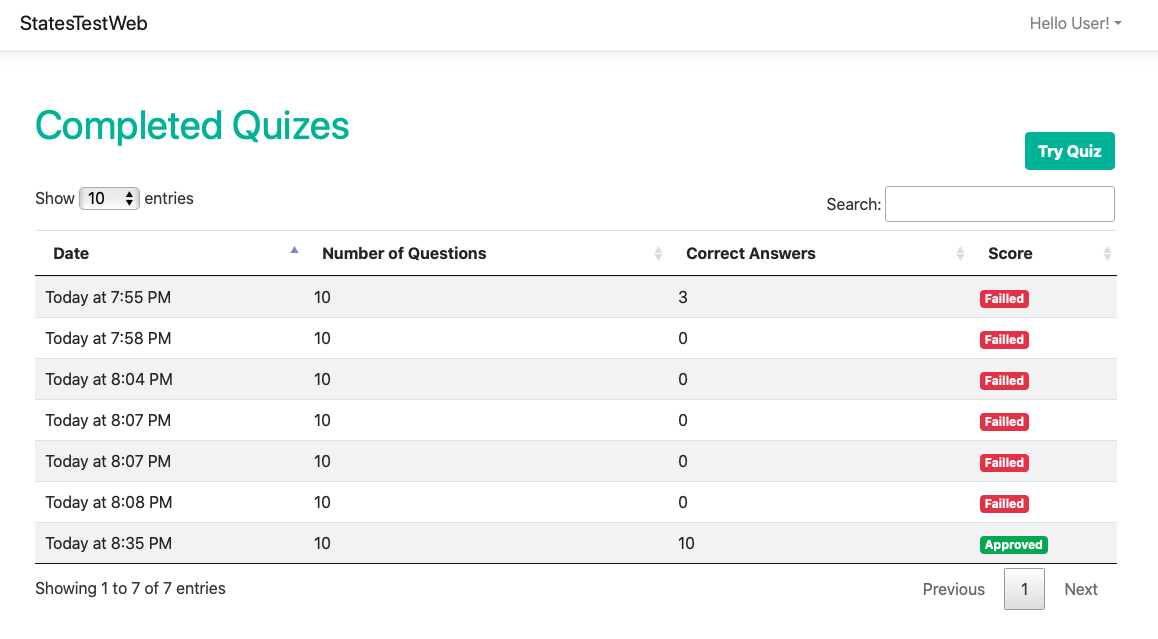 StatesTestWeb Hello User!
Completed Quizes
Try Quiz
Show 10 entries Search:
Date Number of Questions Correct Answers Score
Today at 7:55 PM 10 3 Failled
Today at 7:58 PM 10 0 Failled
Today at 8:04 PM 10 0 Failled
Today at 8:07 PM 10 0 Failled
Today at 8:07 PM 10 0 Failled
Today at 8:08 PM 10 0 Failled
Today at 8:35 PM 10 10 Approved
Showing 1 to 7 of 7 entries Previous 1 Next